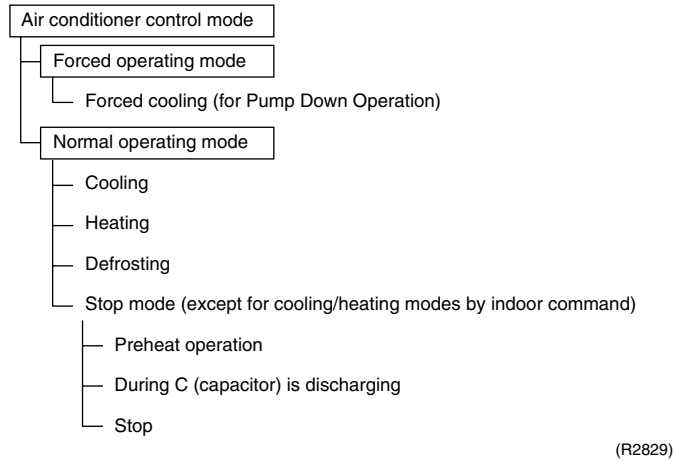 Air conditioner control mode
Forced operating mode
Forced cooling (for Pump Down Operation)
Normal operating mode
Cooling
Heating
Defrosting
Stop mode (except for cooling/heating modes by indoor command)
Preheat operation
During C (capacitor) is discharging
Stop
(R2829)